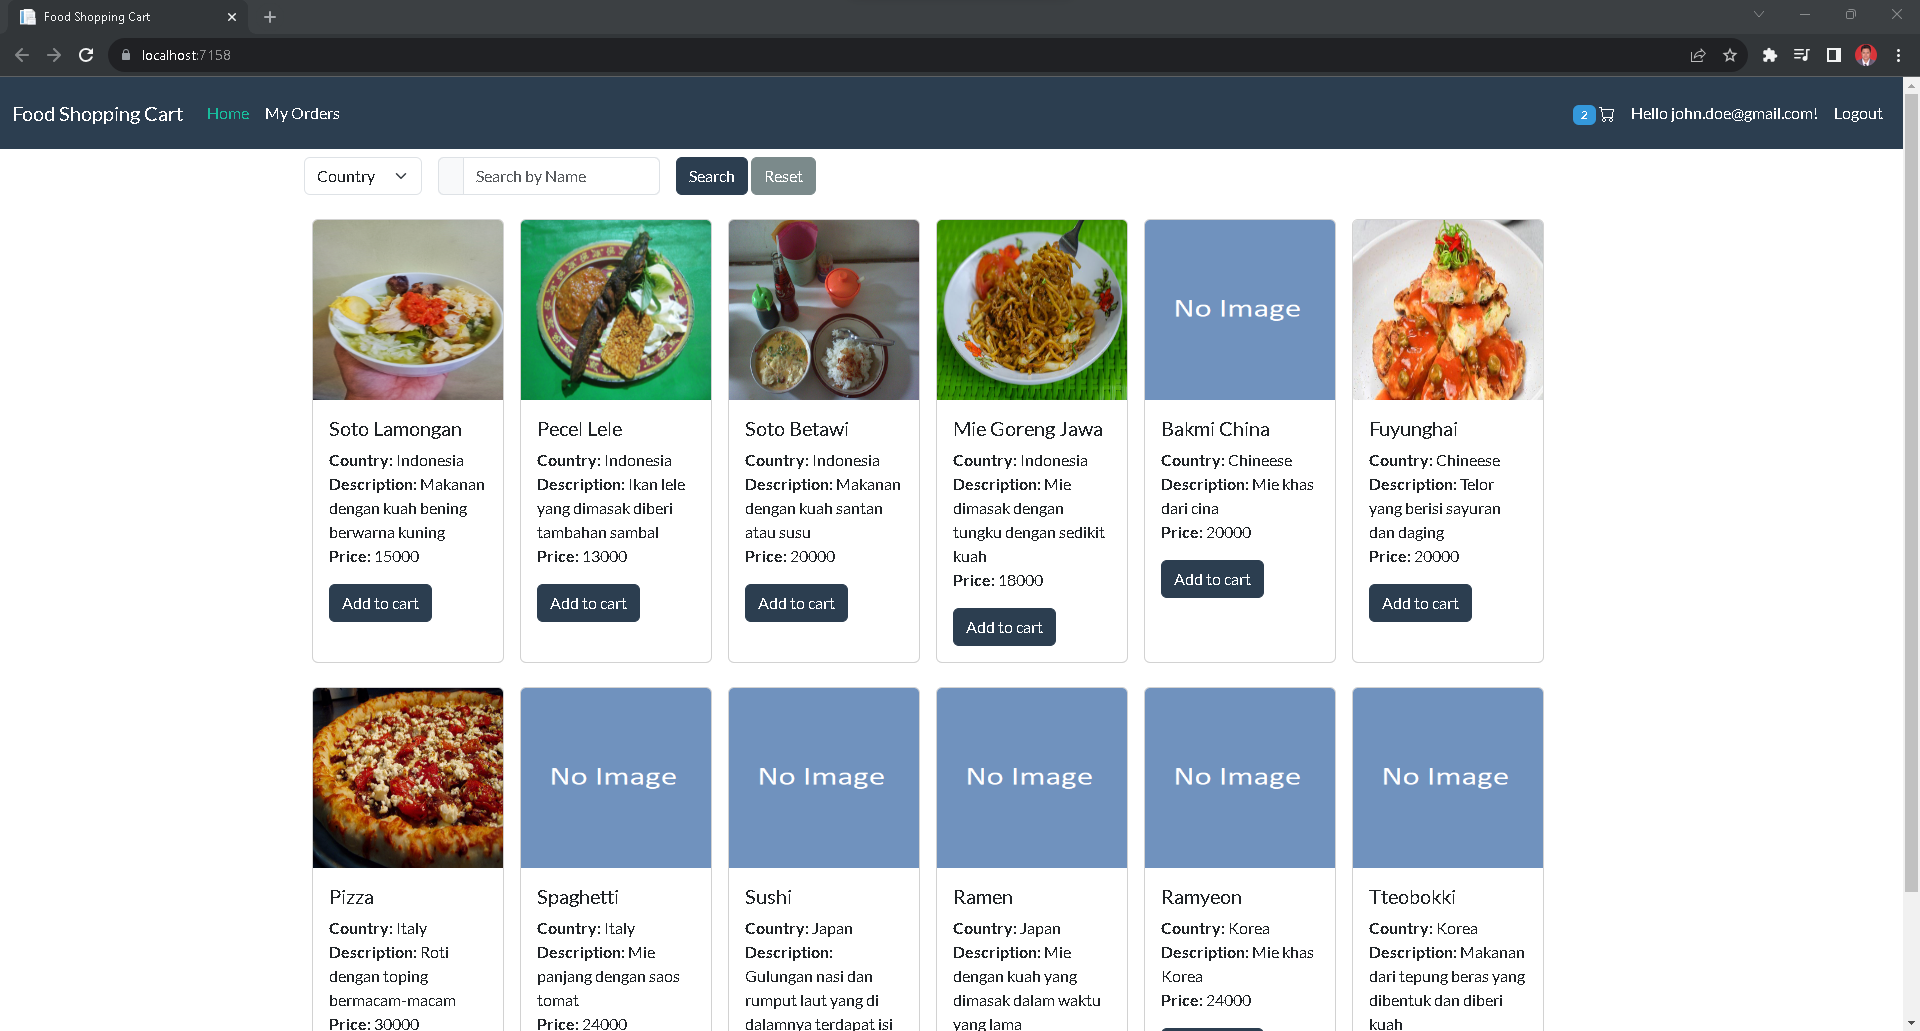 Food Shopping Cart
localhost:7158
Food Shopping Cart Home My Orders 2 Hello john.doe@gmail.com! Logout
Country Search by Name Search Reset
No Image
Soto Lamongan
Country: Indonesia
Description: Makanan
dengan kuah bening
berwarna kuning
Price: 15000
Add to cart
Pecel Lele
Country: Indonesia
Description: Ikan lele
yang dimasak diberi
tambahan sambal
Price: 13000
Add to cart
Soto Betawi
Country: Indonesia
Description: Makanan
dengan kuah santan
atau susu
Price: 20000
Add to cart
Mie Goreng Jawa
Country: Indonesia
Description: Mie
dimasak dengan
tungku dengan sedikit
kuah
Price: 18000
Add to cart
Bakmi China
Country: Chineese
Description: Mie khas
dari cina
Price: 20000
Add to cart
Fuyunghai
Country: Chineese
Description: Telor
yang berisi sayuran
dan daging
Price: 20000
Add to cart
Pizza
Country: Italy
Description: Roti
dengan toping
bermacam-macam
Price: 30000
No Image
Spaghetti
Country: Italy
Description: Mie
panjang dengan saos
tomat
Price: 24000
No Image
Sushi
Country: Japan
Description:
Gulungan nasi dan
rumput laut yang di
dalamnya terdapat isi
No Image
Ramen
Country: Japan
Description: Mie
dengan kuah yang
dimasak dalam waktu
yang lama
No Image
Ramyeon
Country: Korea
Description: Mie khas
Korea
Price: 24000
No Image
Tteobokki
Country: Korea
Description: Makanan
dari tepung beras yang
dibentuk dan diberi
kuah